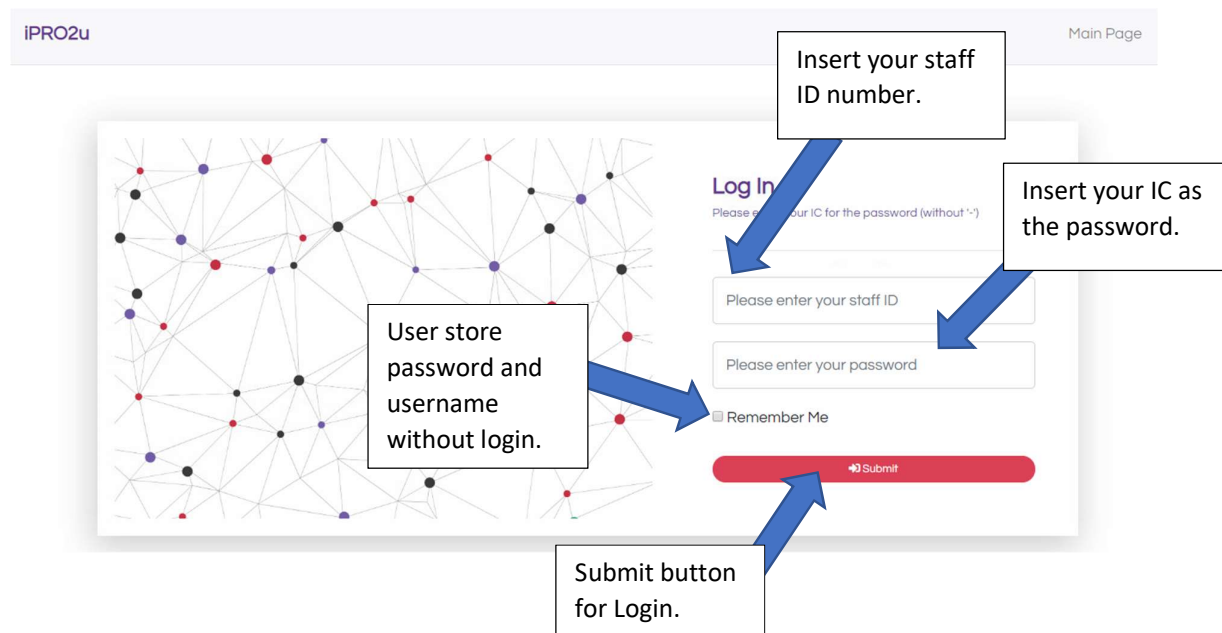 iPRO2u
Main Page
Insert your staff
ID number.
Log In
Please your IC for the password (without '-')
Insert your IC as
the password.
Please enter your staff ID
User store
password and
username
without login.
Please enter your password
Remember Me
Submit
Submit button
for Login.